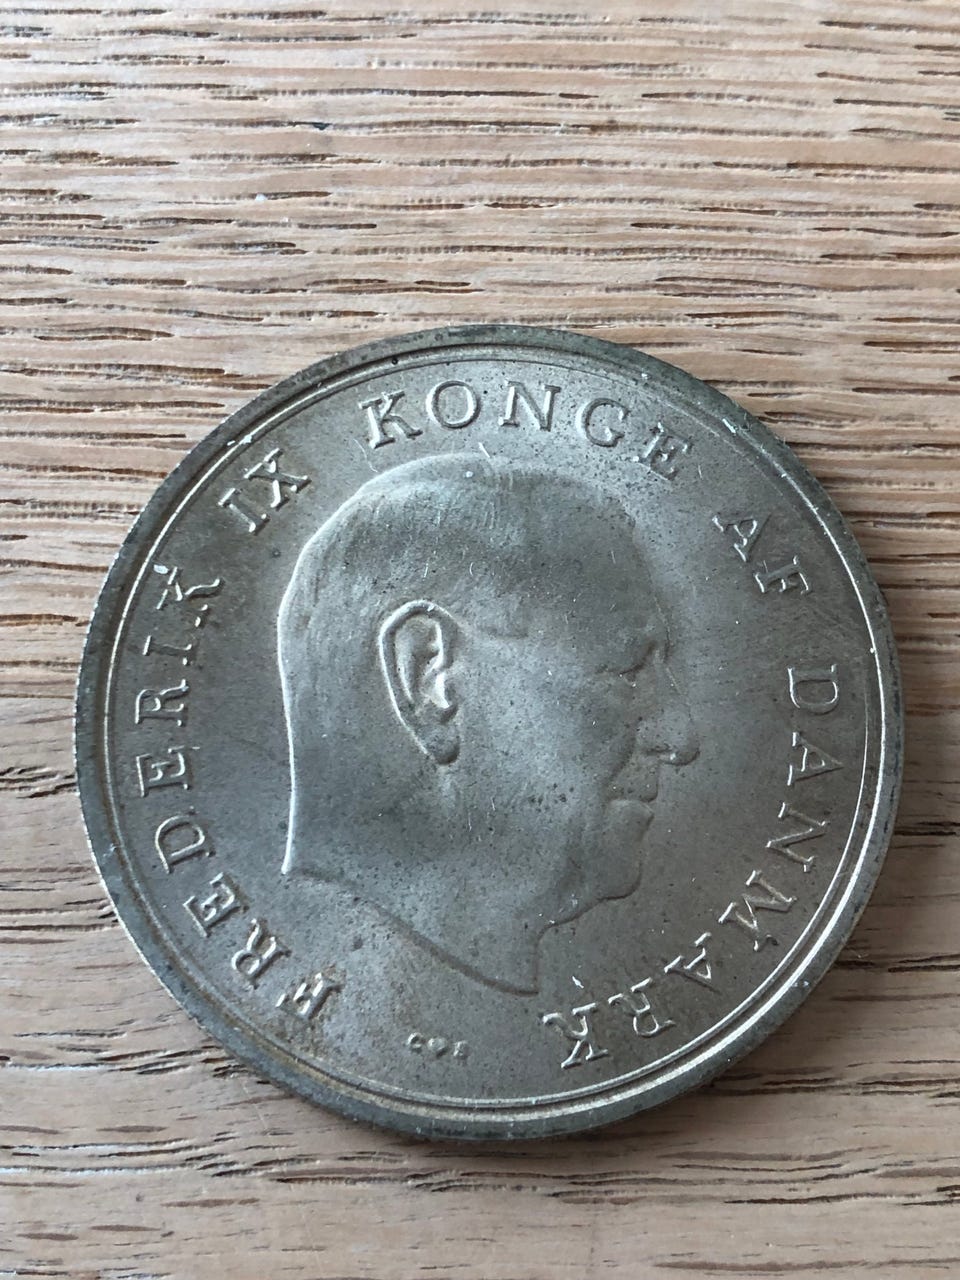 FREDERIK IX KONGE AF DANMARK